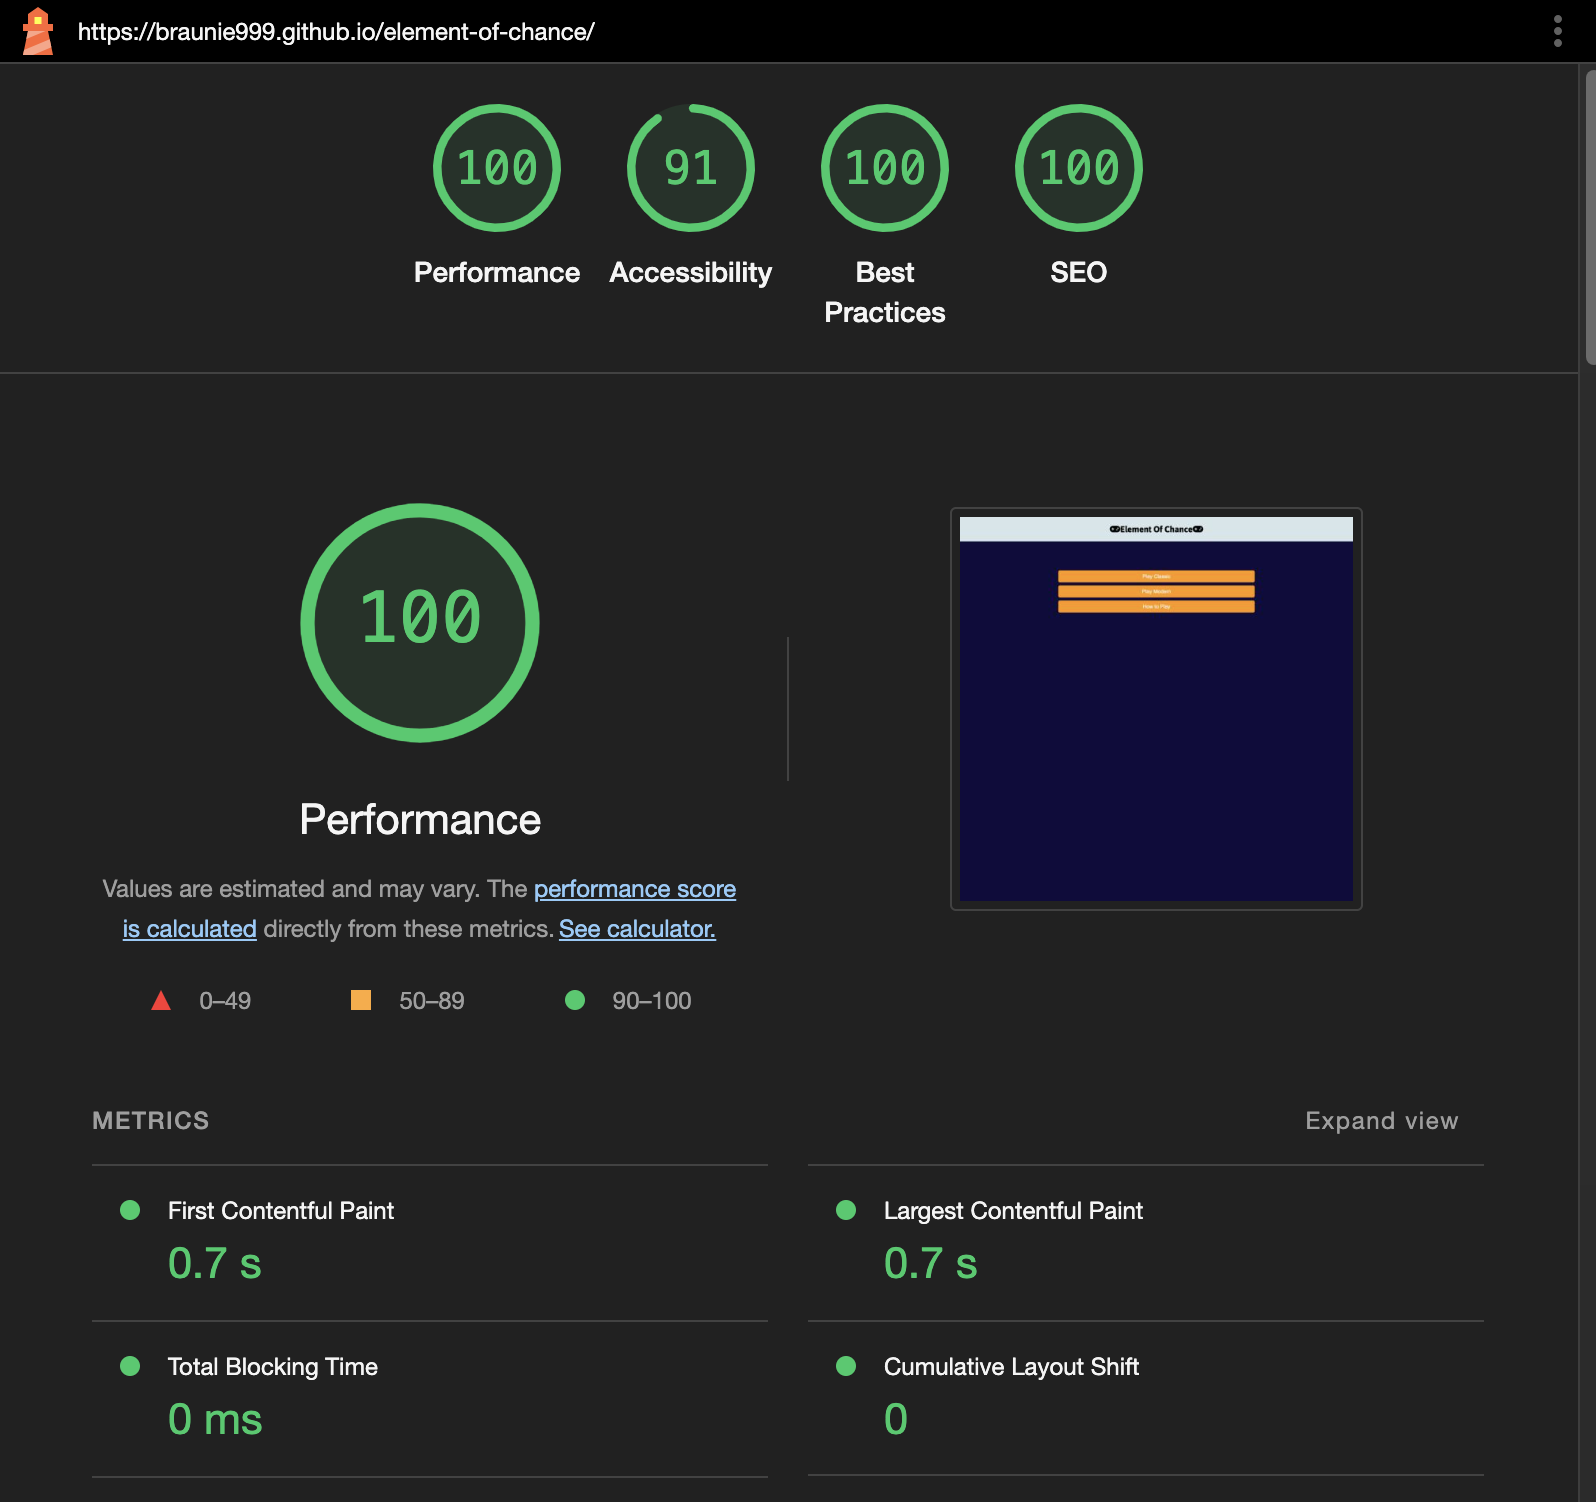 https://braunie999.github.io/element-of-chance/
100
91
100
100
Performance
Accessibility
Best
Practices
SEO
100
Performance
Values are estimated and may vary. The performance score
is calculated directly from these metrics. See calculator.
0–49
50–89
90–100
Element Of Chance
Play Classic
Play Modern
How to Play
METRICS
Expand view
First Contentful Paint
0.7 s
Largest Contentful Paint
0.7 s
Total Blocking Time
0 ms
Cumulative Layout Shift
0